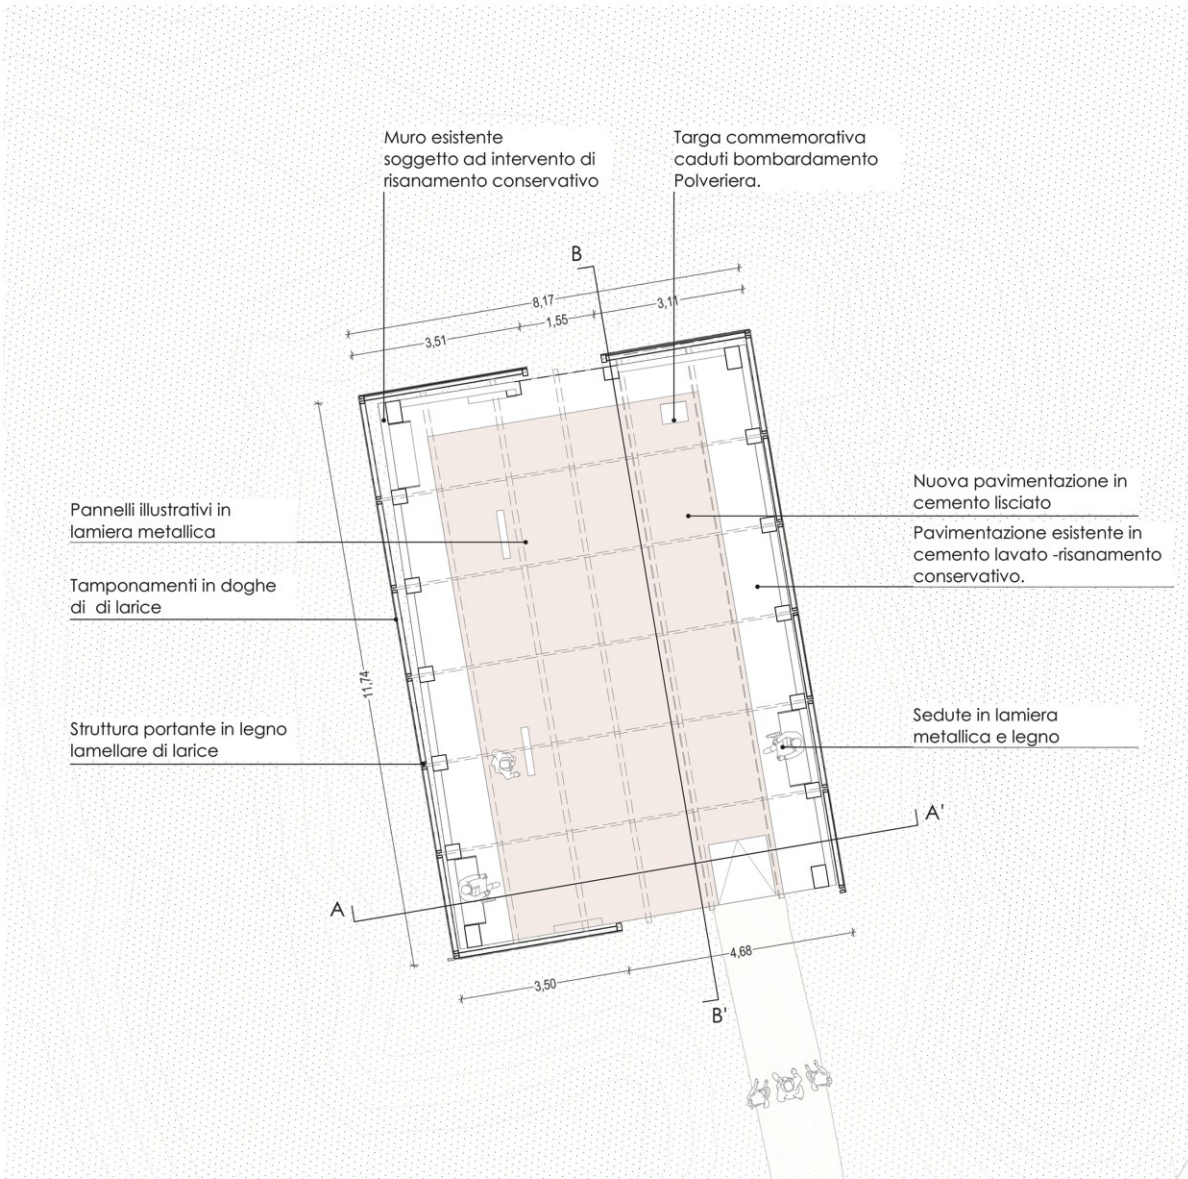 Muro esistente
soggetto ad intervento di
risanamento conservativo
Targa commemorativa
caduti bombardamento
Polveriera.
B
8,17
3,51
1,55
3,11
Pannelli illustrativi in
lamiera metallica
Tamponamenti in doghe
di di larice
11,74
Struttura portante in legno
lamellare di larice
Nuova pavimentazione in
cemento lisciato
Pavimentazione esistente in
cemento lavato -risanamento
conservativo.
Sedute in lamiera
metallica e legno
A'
A
4,68
3,50
B'